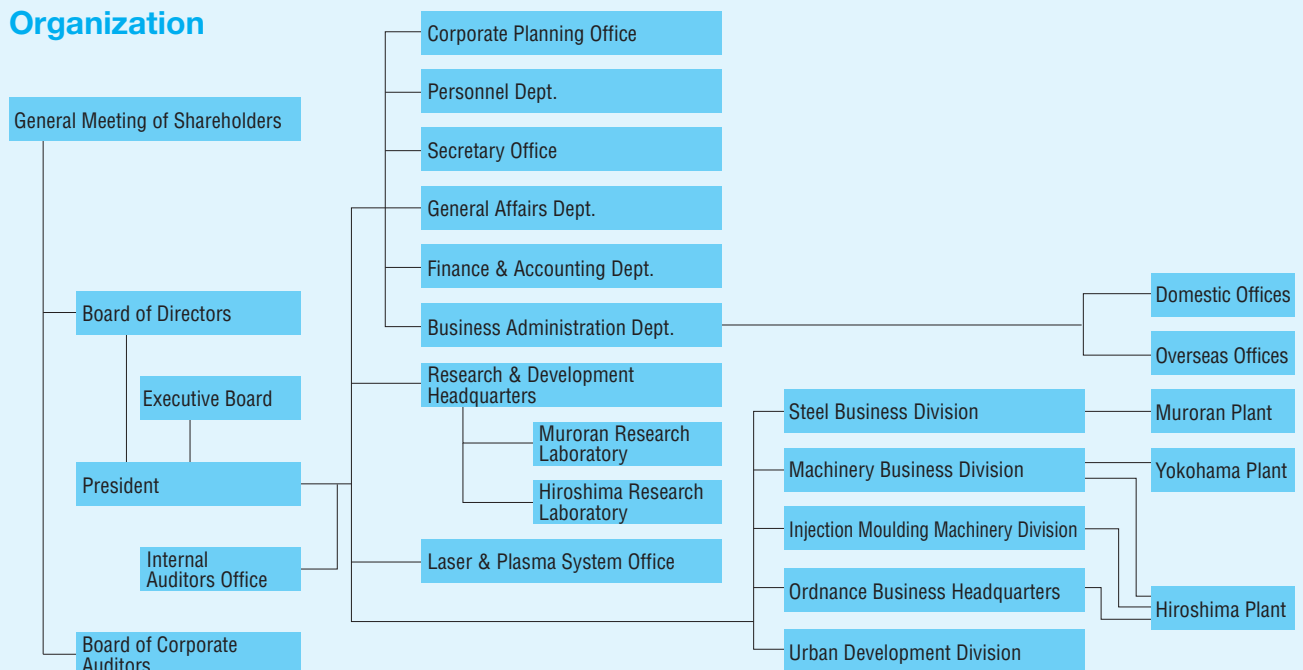 Organization
General Meeting of Shareholders
Board of Directors
Executive Board
President
Internal
Auditors Office
Board of Corporate
Auditors
Corporate Planning Office
Personnel Dept.
Secretary Office
General Affairs Dept.
Finance & Accounting Dept.
Business Administration Dept.
Research & Development
Headquarters
Muroran Research
Laboratory
Hiroshima Research
Laboratory
Laser & Plasma System Office
Steel Business Division
Machinery Business Division
Injection Moulding Machinery Division
Ordnance Business Headquarters
Urban Development Division
Domestic Offices
Overseas Offices
Muroran Plant
Yokohama Plant
Hiroshima Plant